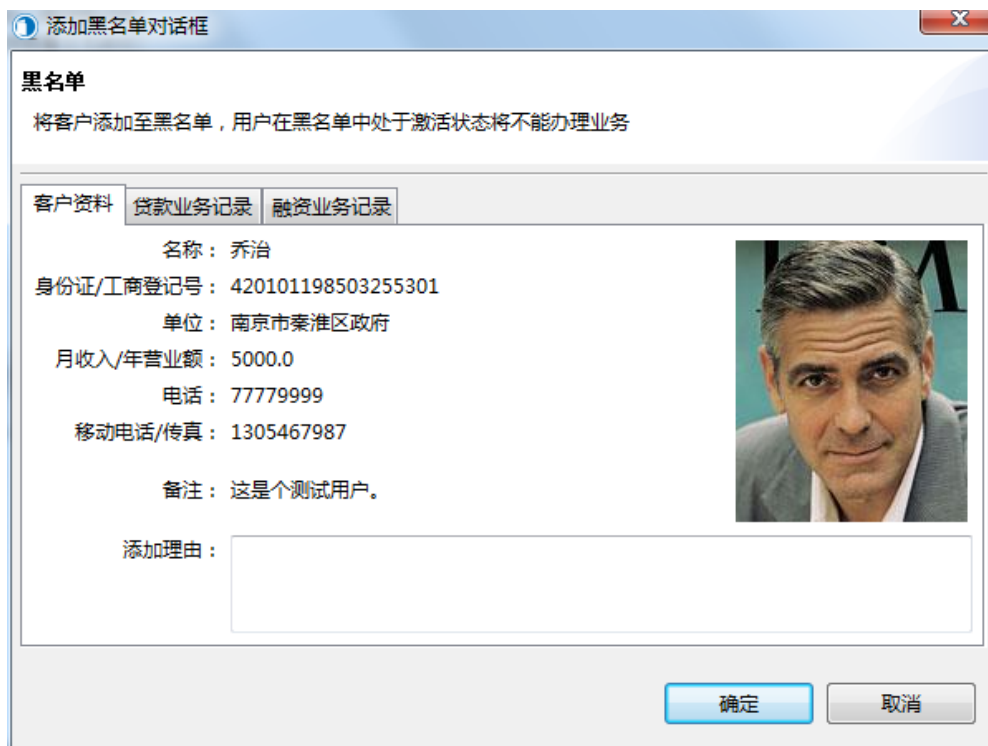 添加黑名单对话框
黑名单
将客户添加至黑名单，用户在黑名单中处于激活状态将不能办理业务
客户资料 贷款业务记录 融资业务记录
名称： 乔治
身份证/工商登记号： 420101198503255301
单位： 南京市秦淮区政府
月收入/年营业额： 5000.0
电话： 77779999
移动电话/传真： 1305467987
备注： 这是个测试用户。
添加理由：
确定 取消